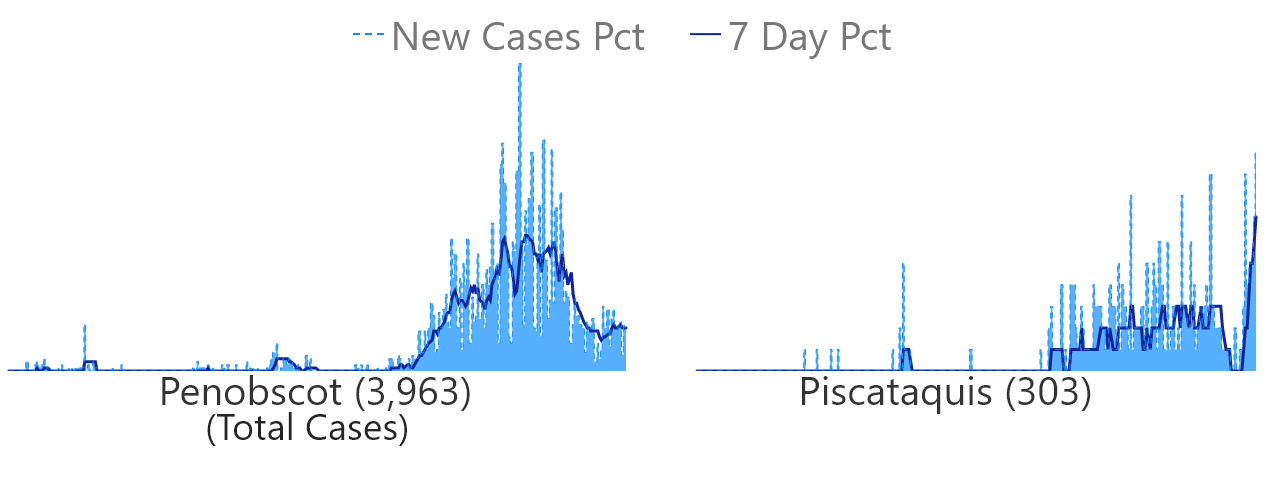 New Cases Pct 7 Day Pct
Penobscot (3,963)
(Total Cases)
Piscataquis (303)